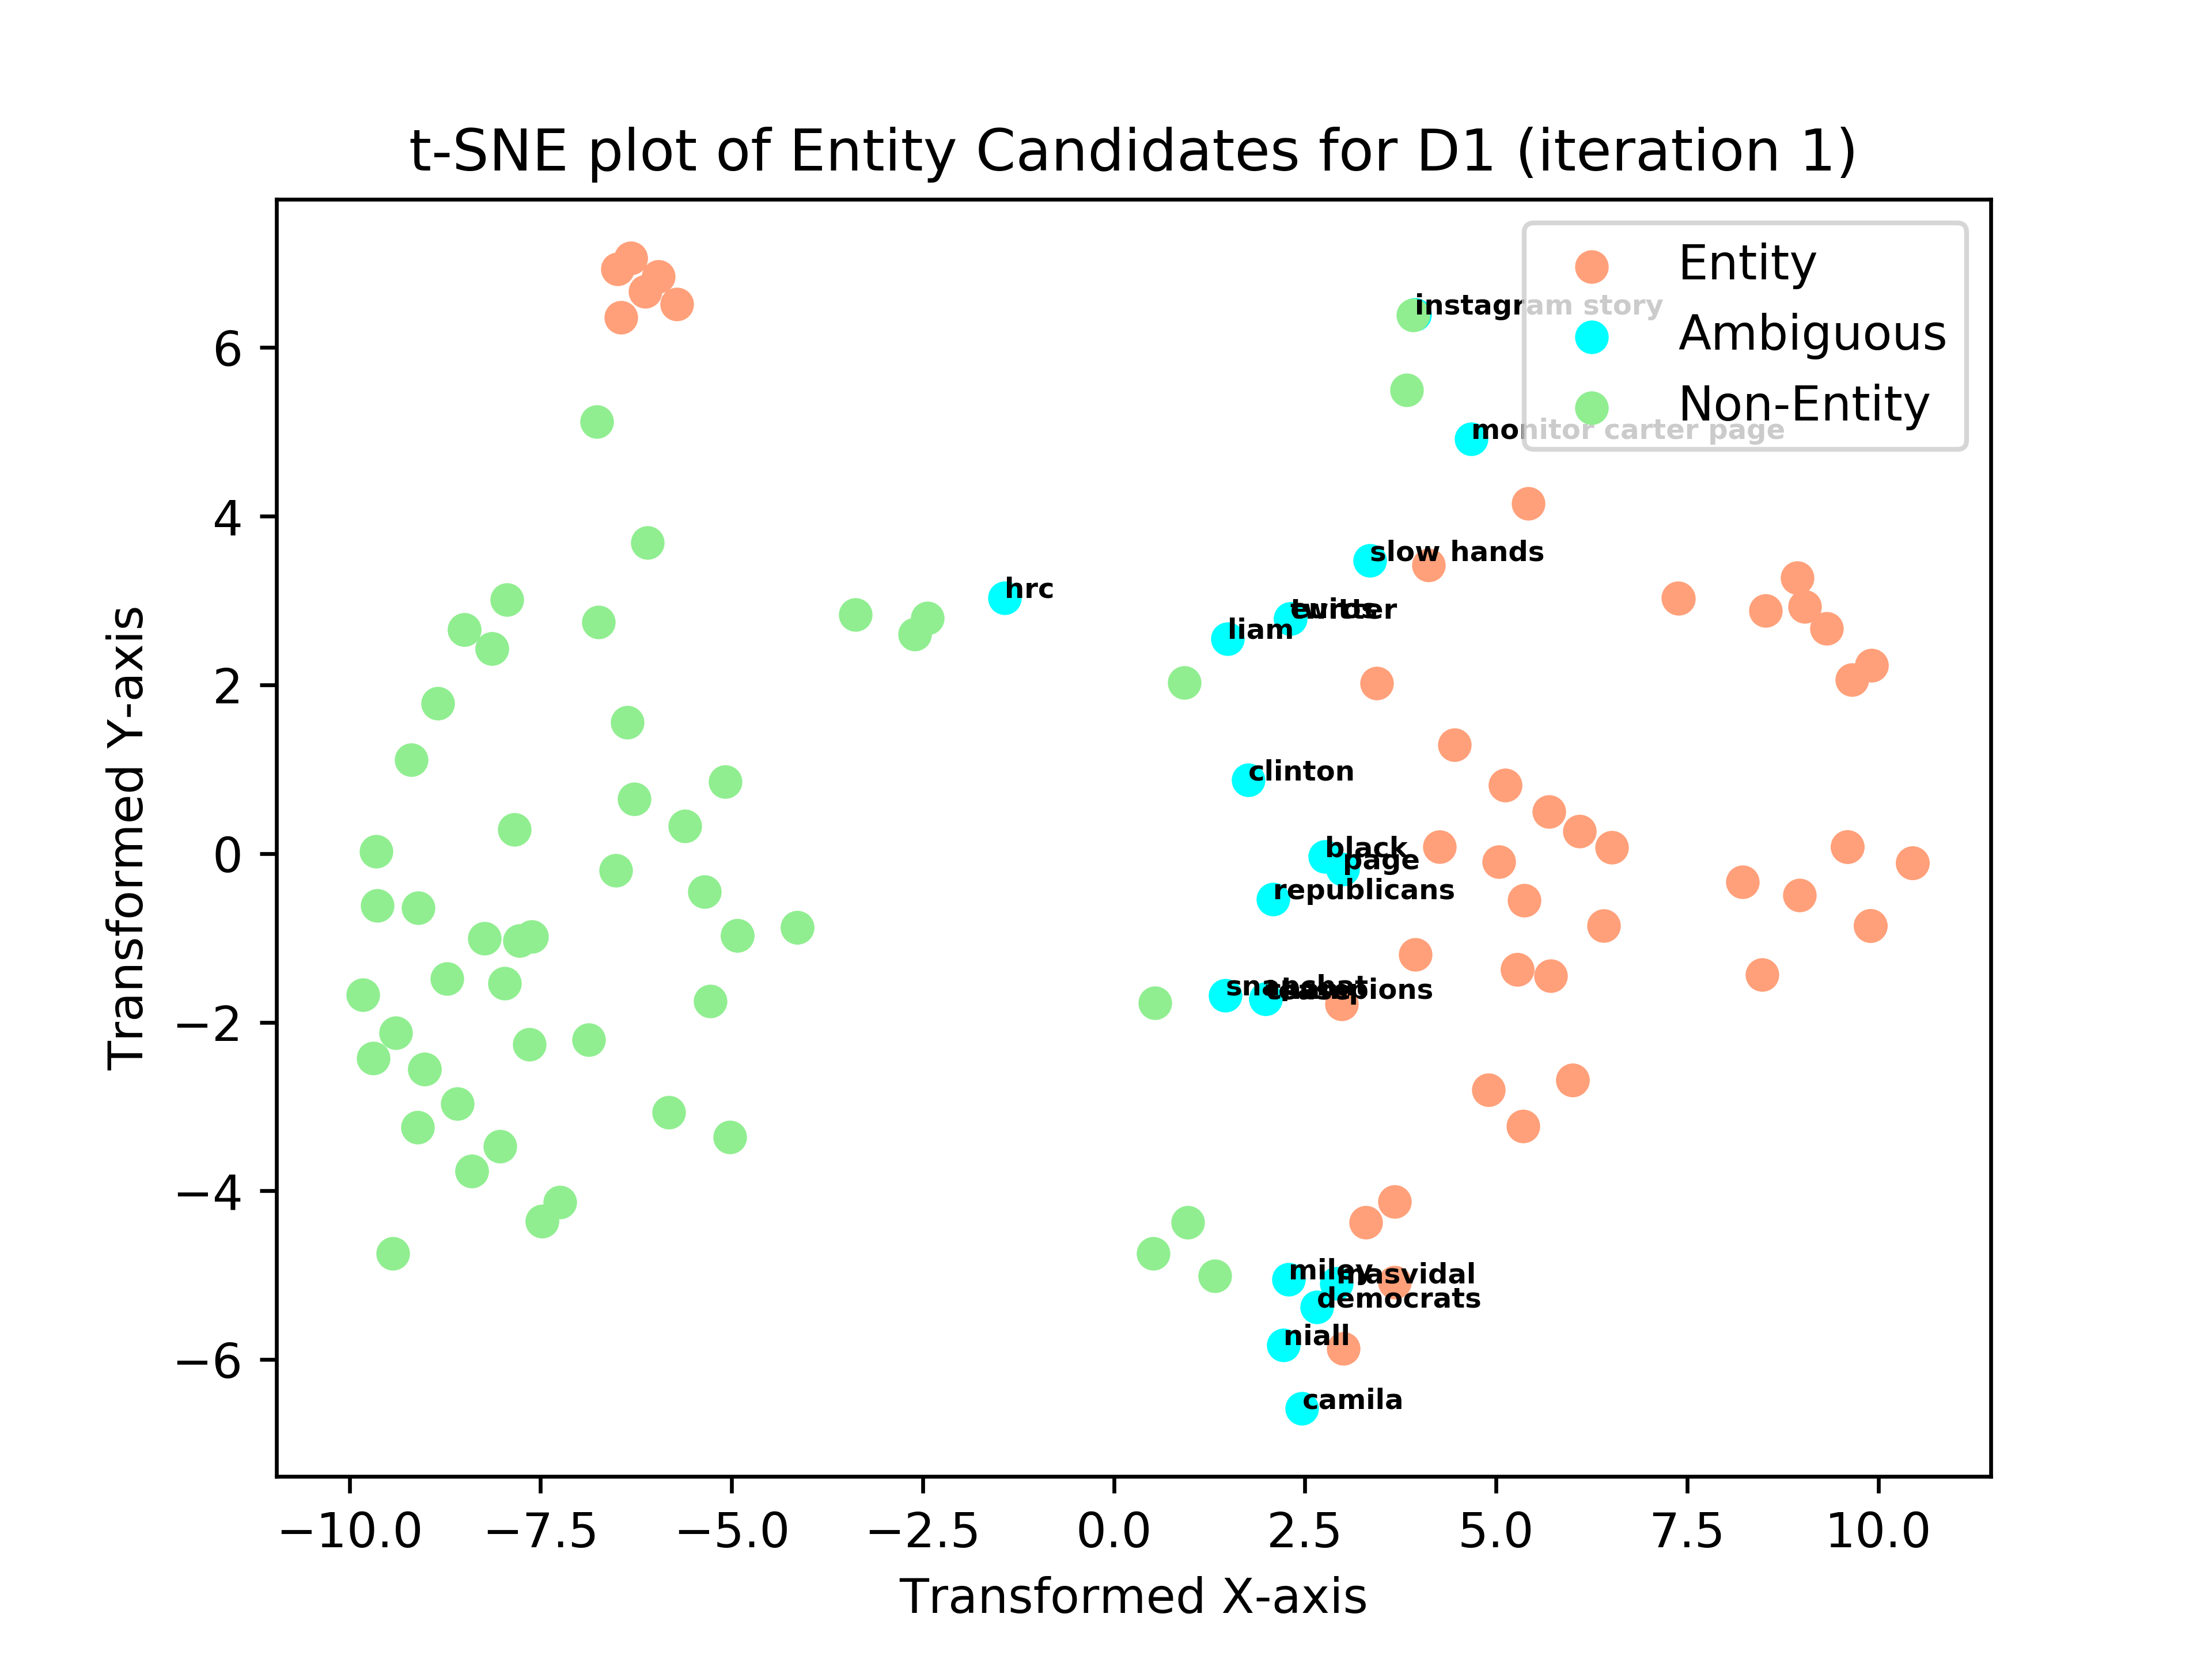 t-SNE plot of Entity Candidates for D1 (iteration 1)
Entity
Ambiguous
Non-Entity
instagram story
monitor carter page
slow hands
hrc
twitter
liam
clinton
black
page
republicans
snapchat
champions
miley
masvidal
democrats
niall
camila
6
4
2
0
−2
−4
−6
Transformed Y-axis
−10.0
−7.5
−5.0
−2.5
0.0
2.5
5.0
7.5
10.0
Transformed X-axis